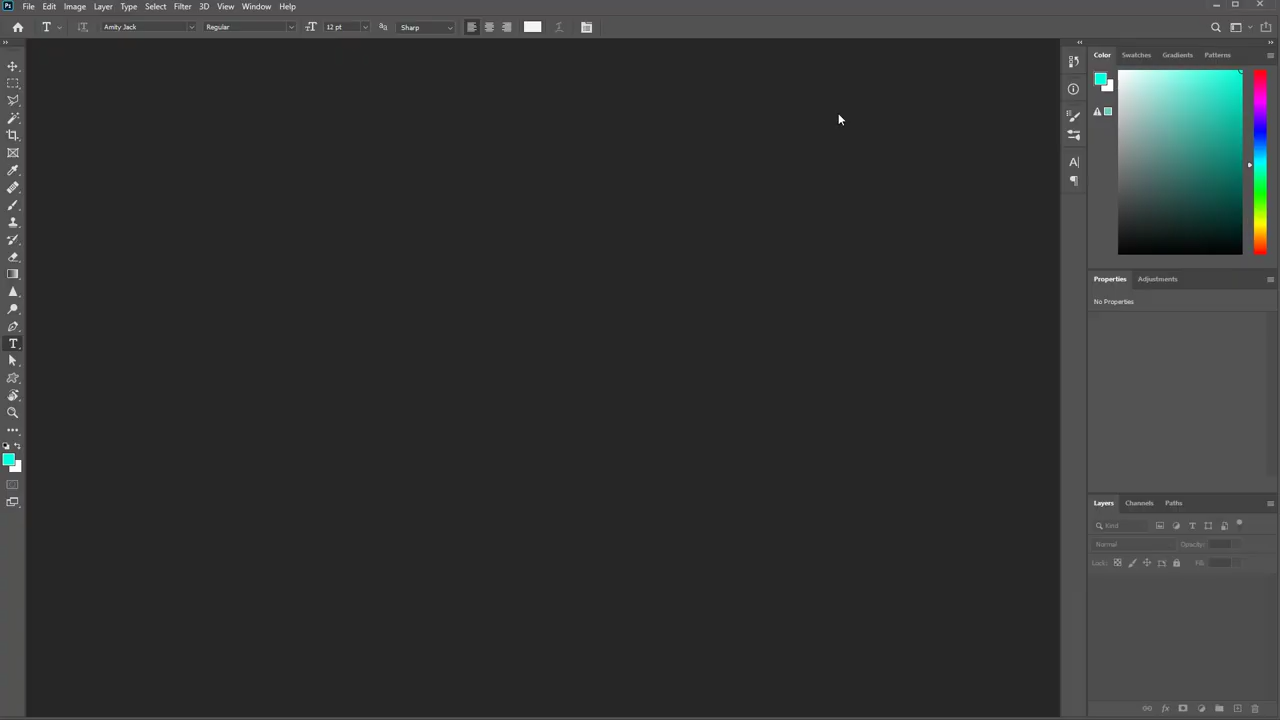 Ps File Edit Image Layer Type Select Filter 3D View Window Help
T Amity Jack Regular 12 pt Sharp
Color Swatches Gradients Patterns
Properties Adjustments
No Properties
Layers Channels Paths
Kind
Normal Opacity:
Lock: Fill: